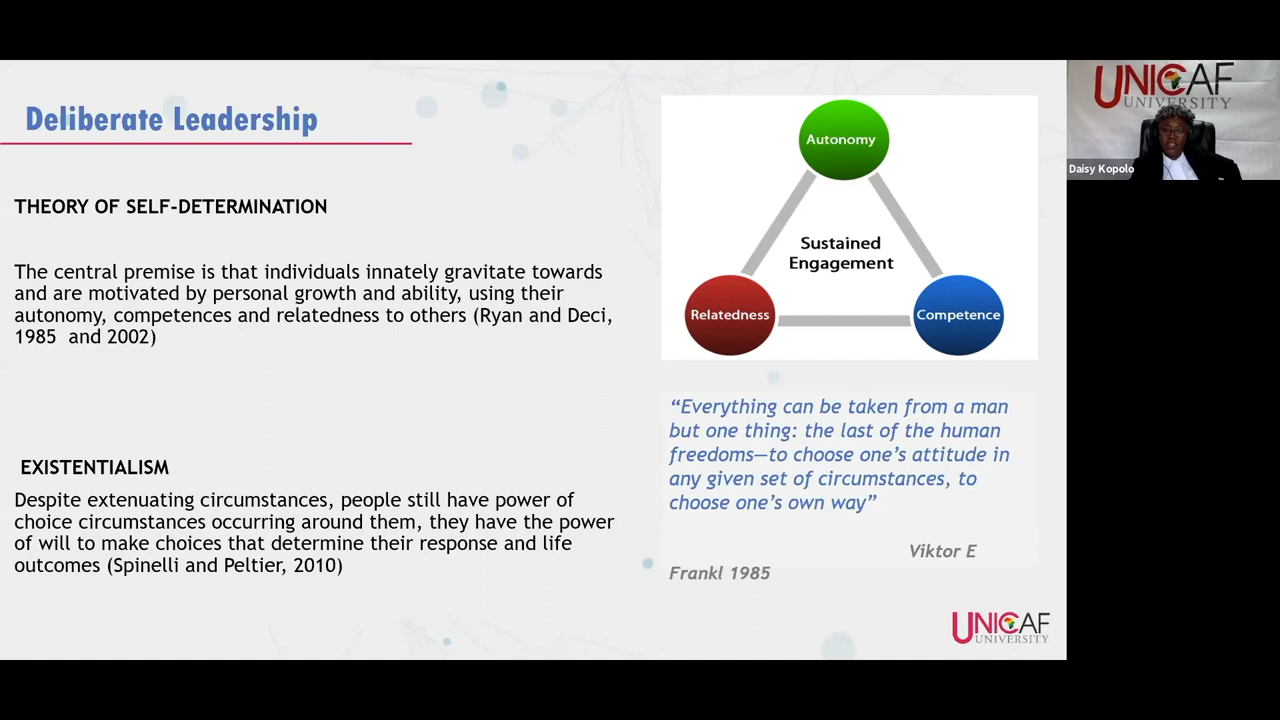 Deliberate Leadership
THEORY OF SELF-DETERMINATION
The central premise is that individuals innately gravitate towards
and are motivated by personal growth and ability, using their
autonomy, competences and relatedness to others (Ryan and Deci,
1985  and 2002)
EXISTENTIALISM
Despite extenuating circumstances, people still have power of
choice circumstances occurring around them, they have the power
of will to make choices that determine their response and life
outcomes (Spinelli and Peltier, 2010)
Autonomy
Sustained
Engagement
Relatedness
Competence
“Everything can be taken from a man
but one thing: the last of the human
freedoms—to choose one’s attitude in
any given set of circumstances, to
choose one’s own way”
Viktor E
Frankl 1985
UNICAF
UNIVERSITY
UNICAF
UNIVERSITY
Daisy Kopolo